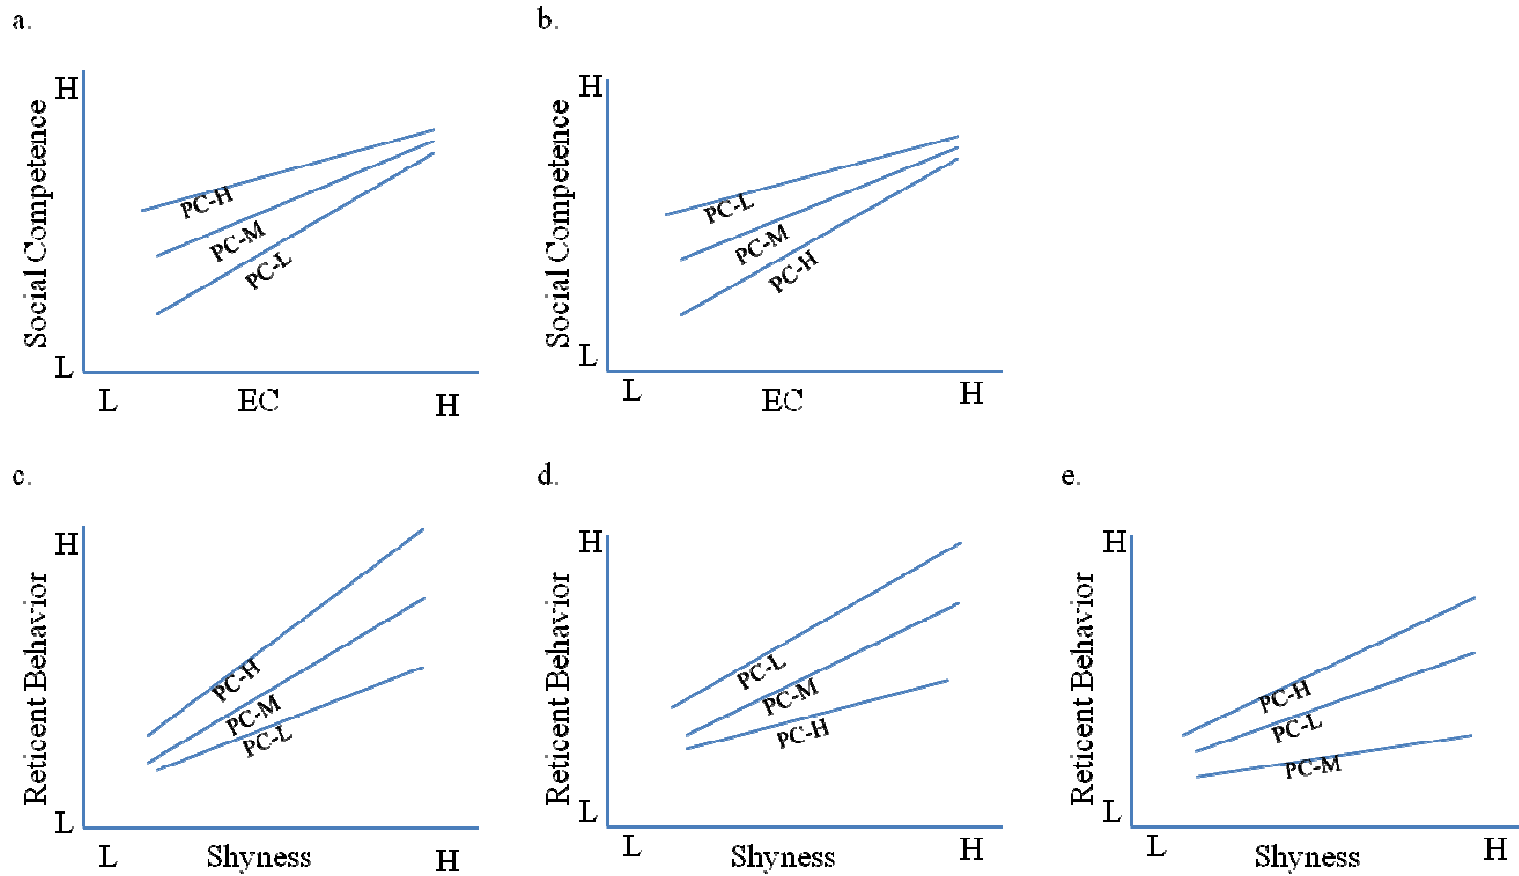 a.
H
Social Competence
PC-H
PC-M
PC-L
L
L
EC
H
b.
H
Social Competence
PC-L
PC-M
PC-H
L
L
EC
H
c.
H
Reticent Behavior
PC-H
PC-M
PC-L
L
L
Shyness
H
d.
H
Reticent Behavior
PC-L
PC-M
PC-H
L
L
Shyness
H
e.
H
Reticent Behavior
PC-H
PC-L
PC-M
L
L
Shyness
H